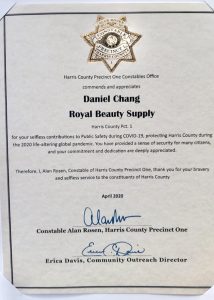 Harris County Precinct One Constables Office
commends and appreciates
Daniel Chang
Royal Beauty Supply
Harris County Pct. 1
for your selfless contributions to Public Safety during COVID-19, protecting Harris County during
the 2020 life-altering global pandemic. You have provided a sense of security for many citizens,
and your commitment and dedication are deeply appreciated.
Therefore, I, Alan Rosen, Constable of Harris County Precinct One, thank you for your bravery
and selfless service to the constituents of Harris County
April 2020
Constable Alan Rosen, Harris County Precinct One
Erica Davis, Community Outreach Director